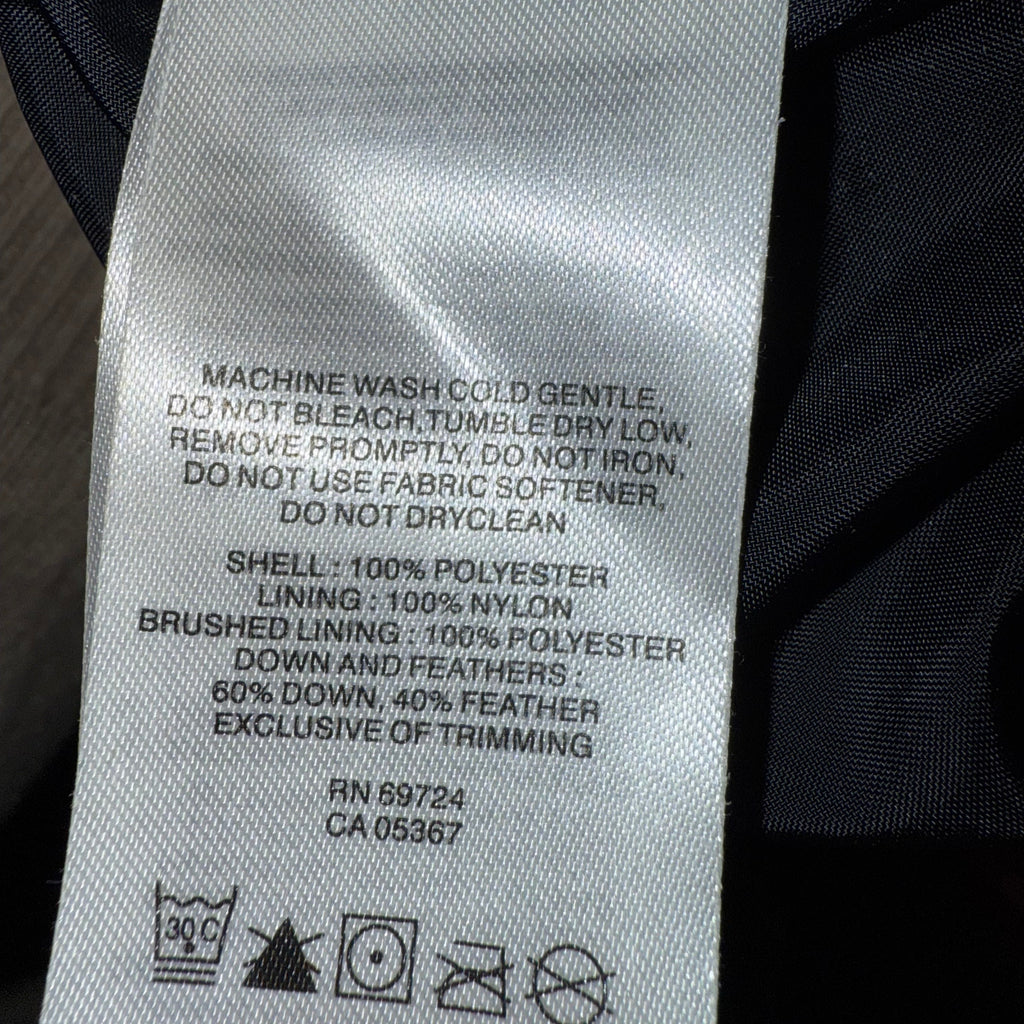 MACHINE WASH COLD GENTLE,
DO NOT BLEACH, TUMBLE DRY LOW,
REMOVE PROMPTLY, DO NOT IRON,
DO NOT USE FABRIC SOFTENER,
DO NOT DRYCLEAN
SHELL : 100% POLYESTER
LINING : 100% NYLON
BRUSHED LINING : 100% POLYESTER
DOWN AND FEATHERS :
60% DOWN, 40% FEATHER
EXCLUSIVE OF TRIMMING
RN 69724
CA 05367
30C